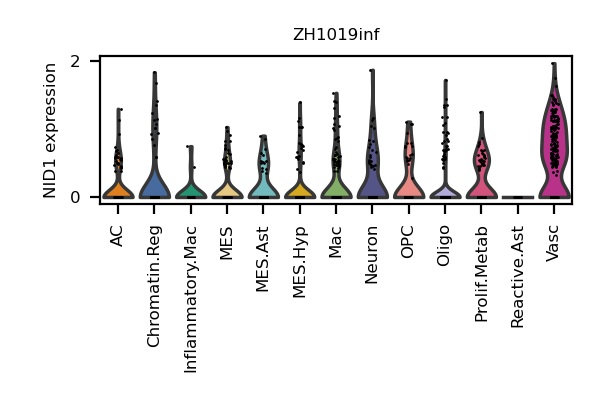 ZH1019inf
NID1 expression
2
0
AC
Chromatin.Reg
Inflammatory.Mac
MES
MES.Ast
MES.Hyp
Mac
Neuron
OPC
Oligo
Prolif.Metab
Reactive.Ast
Vasc